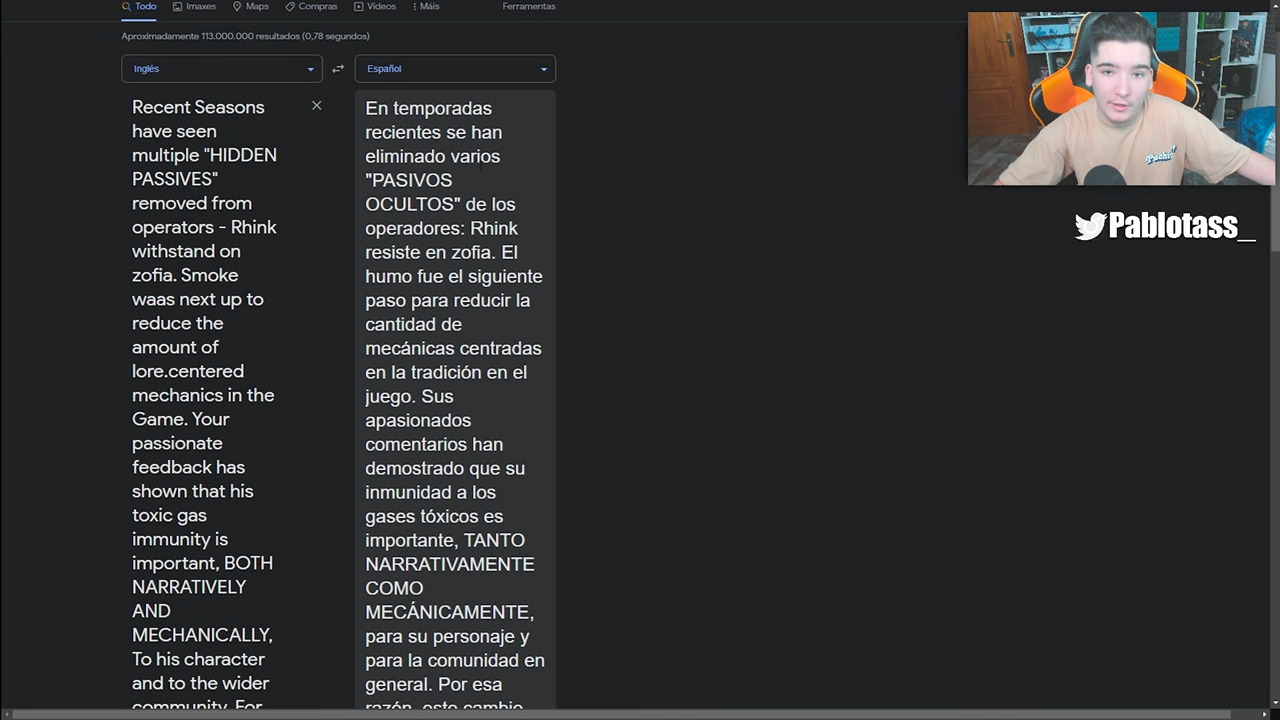 Todo
Imaxes
Maps
Compras
Vídeos
Máis
Ferramentas
Aproximadamente 113.000.000 resultados (0,78 segundos)
Inglés
Español
Recent Seasons
have seen
multiple "HIDDEN
PASSIVES"
removed from
operators - Rhink
withstand on
zofia. Smoke
waas next up to
reduce the
amount of
lore.centered
mechanics in the
Game. Your
passionate
feedback has
shown that his
toxic gas
immunity is
important, BOTH
NARRATIVELY
AND
MECHANICALLY,
To his character
and to the wider
community. For
En temporadas
recientes se han
eliminado varios
"PASIVOS
OCULTOS" de los
operadores: Rhink
resiste en zofia. El
humo fue el siguiente
paso para reducir la
cantidad de
mecánicas centradas
en la tradición en el
juego. Sus
apasionados
comentarios han
demostrado que su
inmunidad a los
gases tóxicos es
importante, TANTO
NARRATIVAMENTE
COMO
MECÁNICAMENTE,
para su personaje y
para la comunidad en
general. Por esa
razón, este cambio
Pablotass_